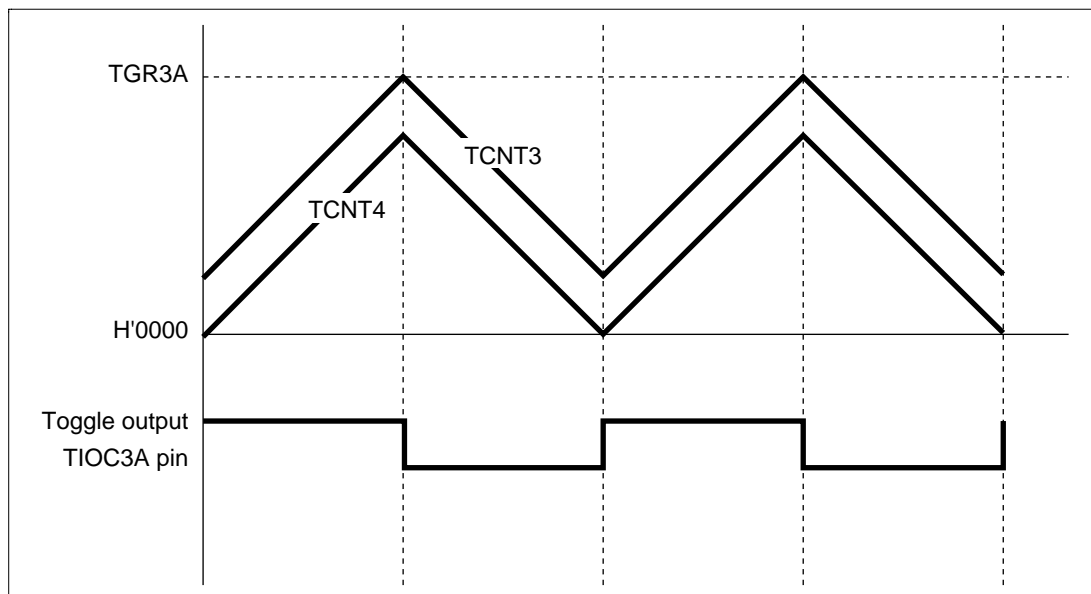 TGR3A
TCNT3
TCNT4
H'0000
Toggle output
TIOC3A pin